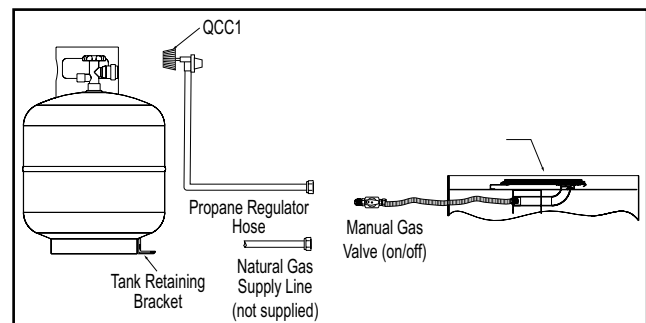 QCC1
Propane Regulator
Hose
Manual Gas
Valve (on/off)
Tank Retaining
Bracket
Natural Gas
Supply Line
(not supplied)